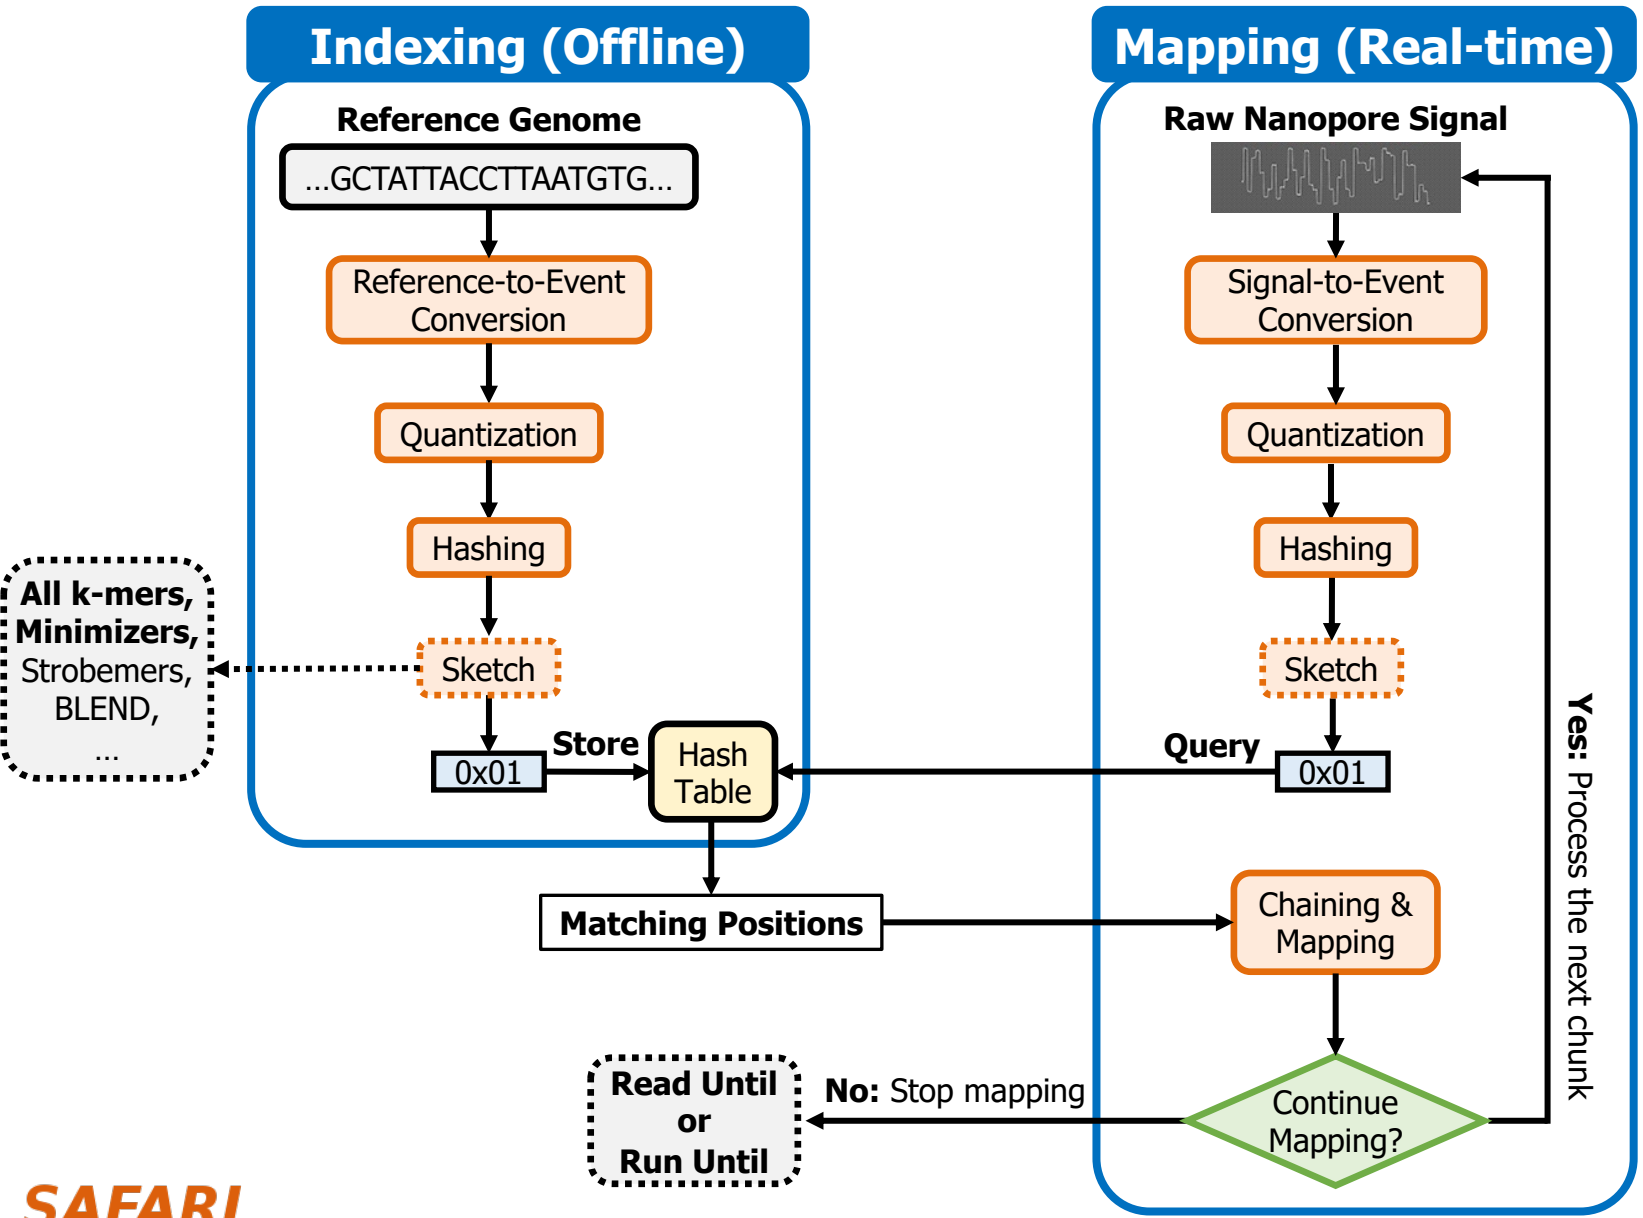 Indexing (Offline)
Reference Genome
...GCTATTACCTTAATGTG...
Reference-to-Event
Conversion
Quantization
Hashing
Sketch
All k-mers,
Minimizers,
Strobemers,
BLEND,
...
0x01
Store
Hash
Table
Matching Positions
Mapping (Real-time)
Raw Nanopore Signal
Signal-to-Event
Conversion
Quantization
Hashing
Sketch
Query
0x01
Chaining &
Mapping
Continue
Mapping?
Yes: Process the next chunk
No: Stop mapping
Read Until
or
Run Until
SAFARI